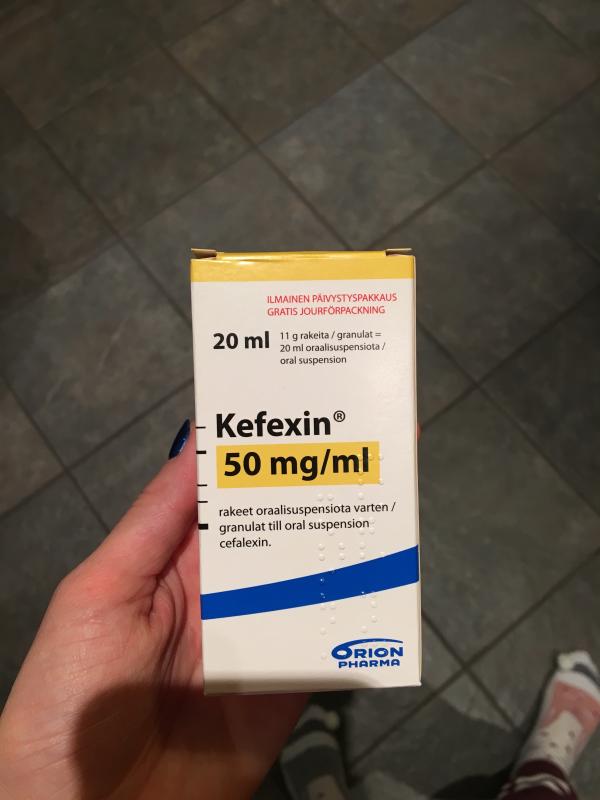 ILMAINEN PÄIVYSTYSPAKKAUS
GRATIS JOURFÖRPACKNING
20 ml
11 g rakeita / granulat =
20 ml oraalisuspensiota /
oral suspension
Kefexin®
50 mg/ml
rakeet oraalisuspensiota varten /
granulat till oral suspension
cefalexin.
ORION
PHARMA